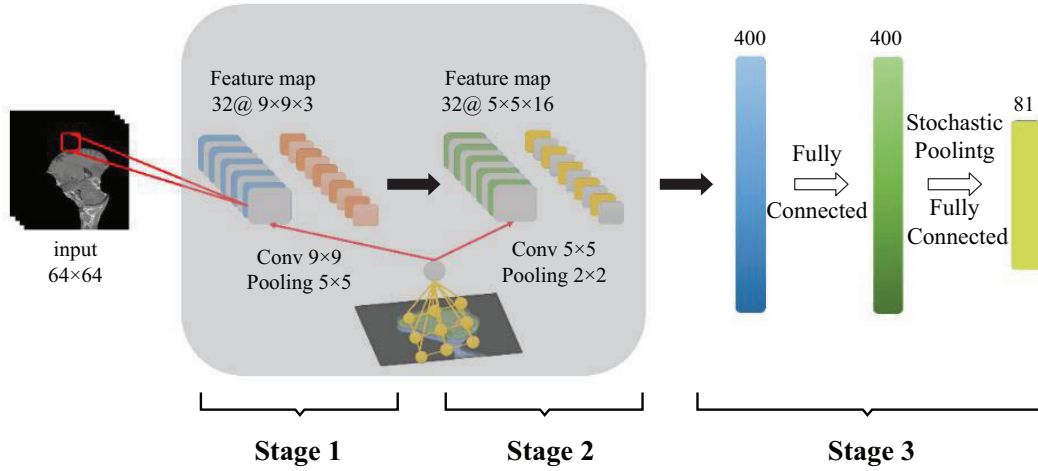 input
64×64
Feature map
32@ 9×9×3
Conv 9×9
Pooling 5×5
Feature map
32@ 5×5×16
Conv 5×5
Pooling 2×2
400
Fully
Connected
400
Stochastic
Poolintg
Fully
Connected
81
Stage 1
Stage 2
Stage 3